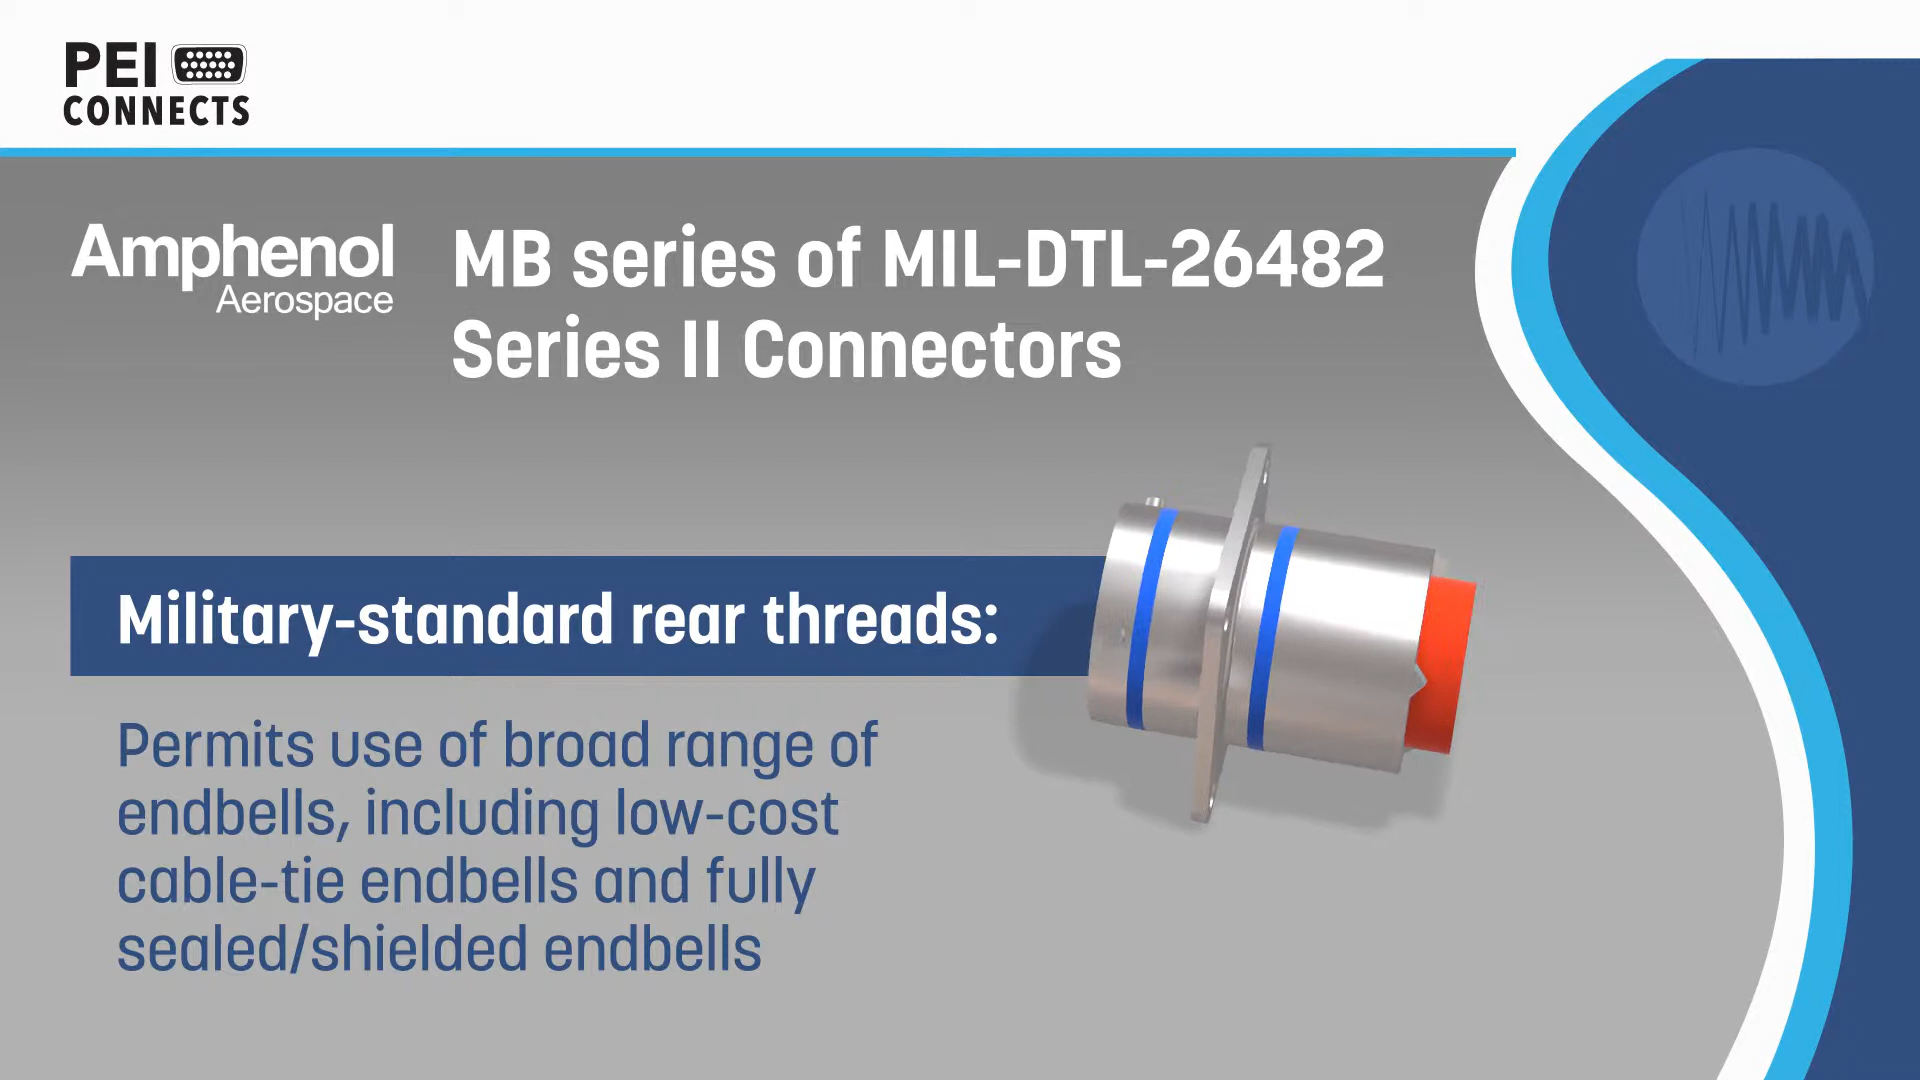 PEI
CONNECTS
Amphenol
Aerospace
MB series of MIL-DTL-26482
Series II Connectors
Military-standard rear threads:
Permits use of broad range of
endbells, including low-cost
cable-tie endbells and fully
sealed/shielded endbells